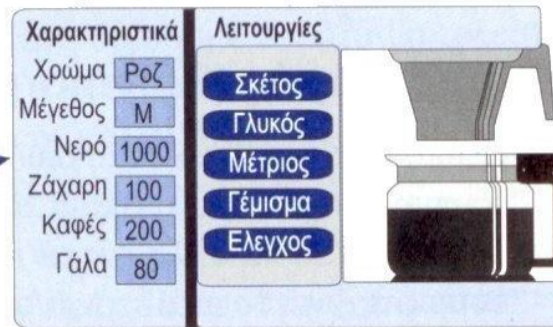 Χαρακτηριστικά
Χρώμα Ροζ
Μέγεθος Μ
Νερό 1000
Ζάχαρη 100
Καφές 200
Γάλα 80
Λειτουργίες
Σκέτος
Γλυκός
Μέτριος
Γέμισμα
Ελεγχος